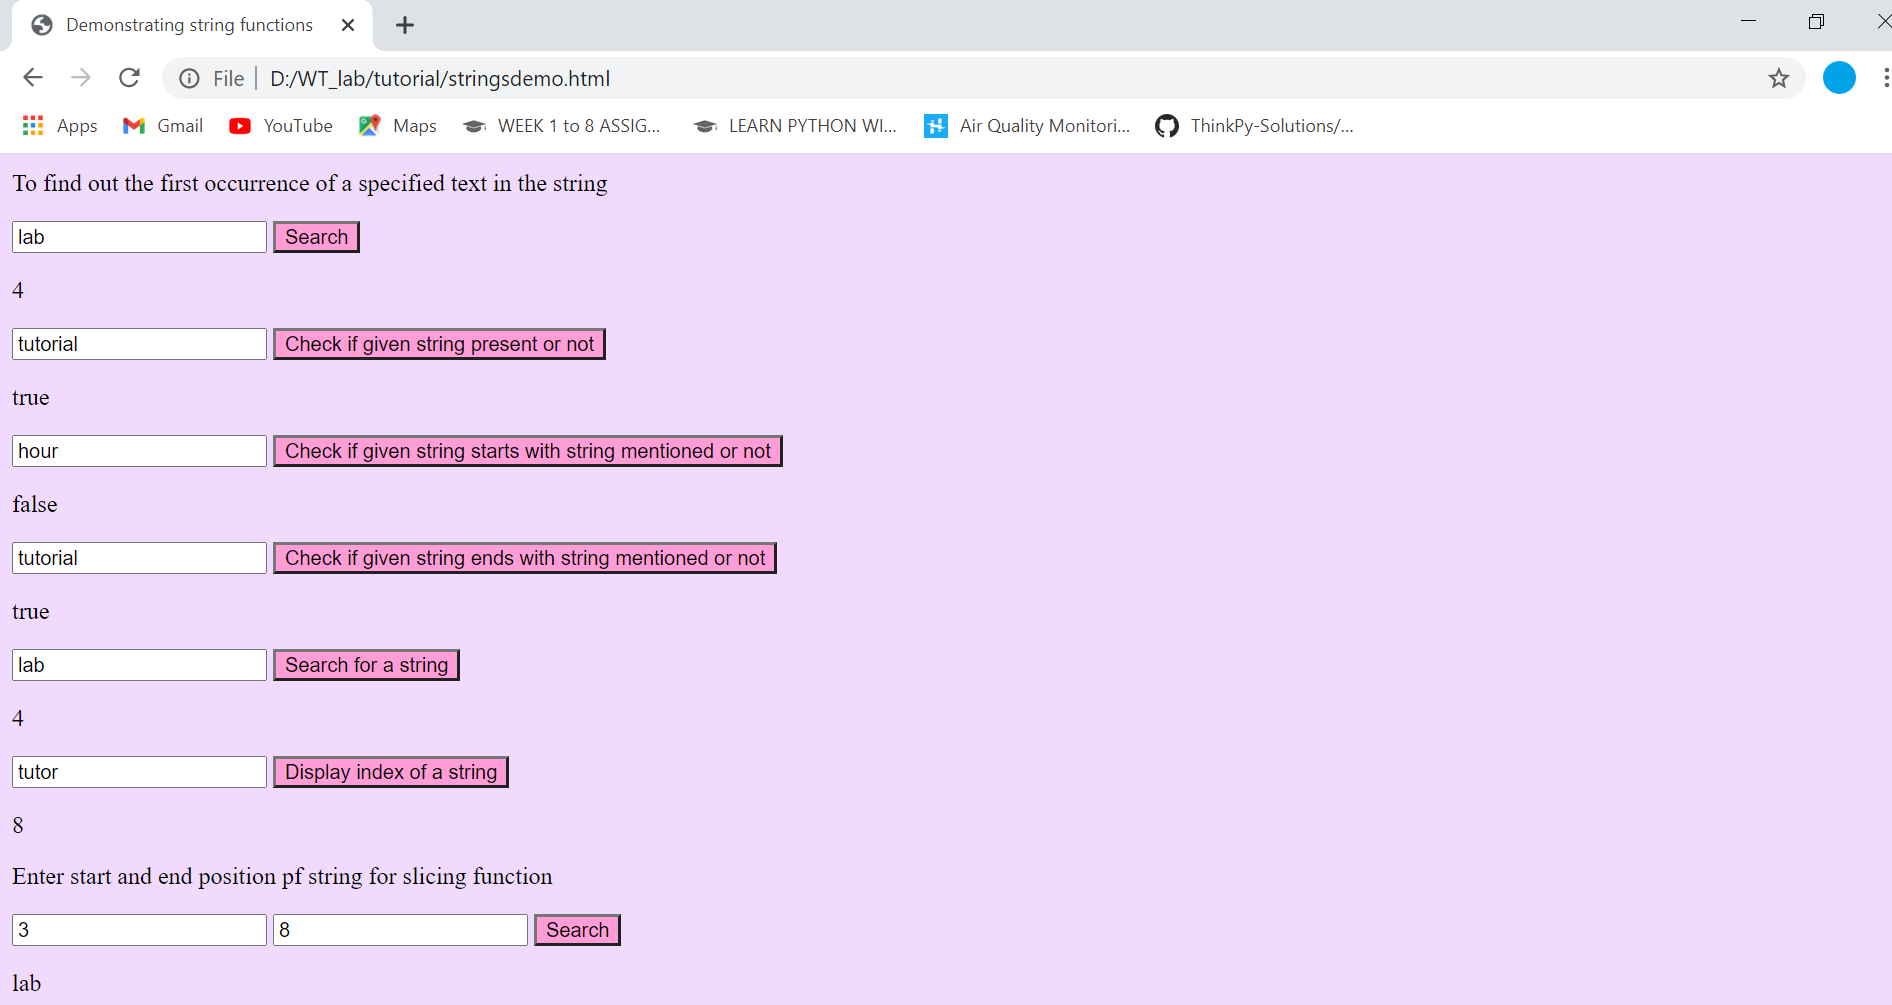 Demonstrating string functions
File | D:/WT_lab/tutorial/stringsdemo.html
Apps Gmail YouTube Maps WEEK 1 to 8 ASSIG... LEARN PYTHON WI... Air Quality Monitori... ThinkPy-Solutions/...
To find out the first occurrence of a specified text in the string
lab Search
4
tutorial Check if given string present or not
true
hour Check if given string starts with string mentioned or not
false
tutorial Check if given string ends with string mentioned or not
true
lab Search for a string
4
tutor Display index of a string
8
Enter start and end position pf string for slicing function
3 8 Search
lab